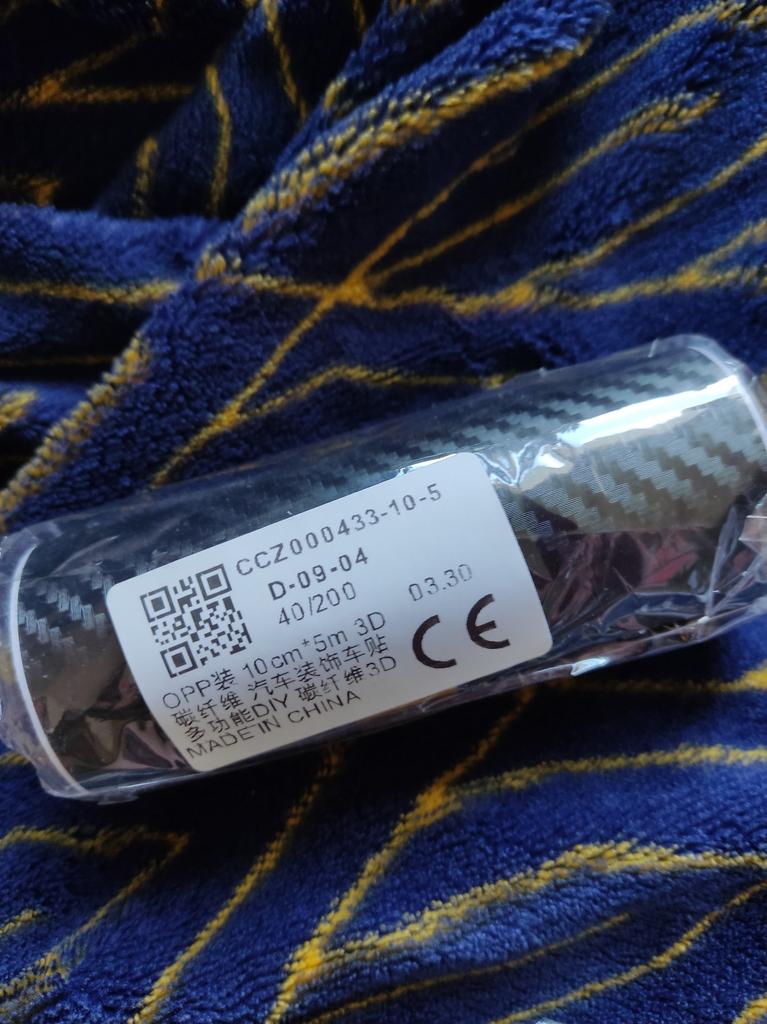 CCZ000433-10-5
D-09-04
40/200 03.30
OPP装 10cm*5m 3D
碳纤维 汽车装饰车贴
多功能DIY 碳纤维3D
MADE IN CHINA
CE